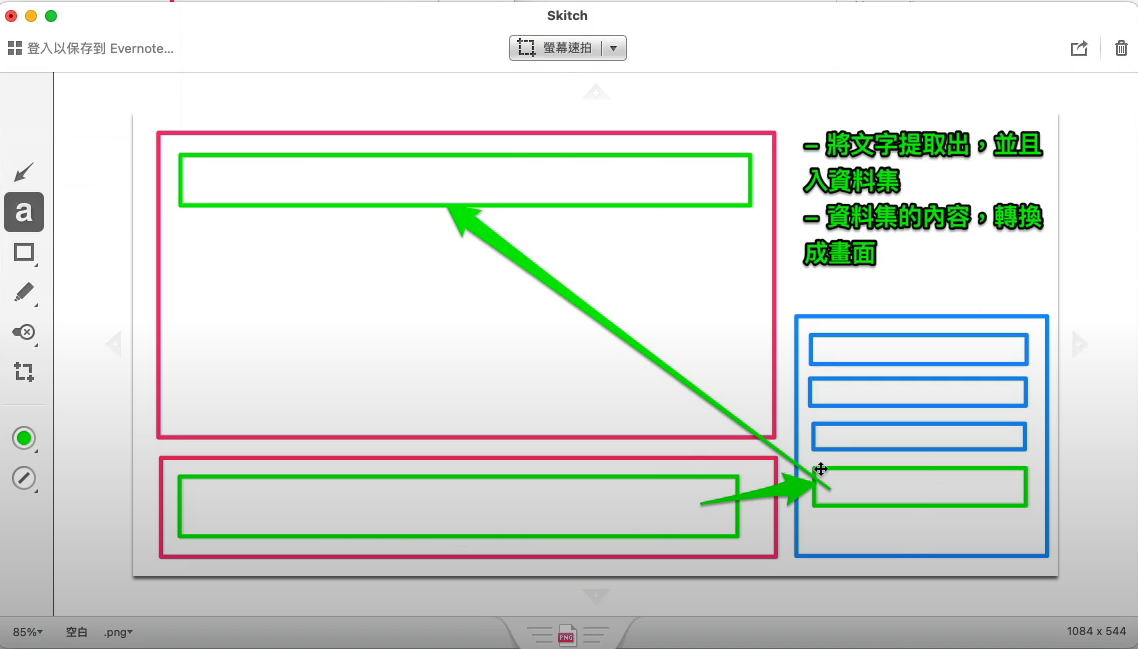 Skitch
登入以保存到 Evernote...
螢幕速拍
– 將文字提取出，並且
入資料集
– 資料集的內容，轉換
成畫面
a
85%
空白
.png
PNG
1084 x 544